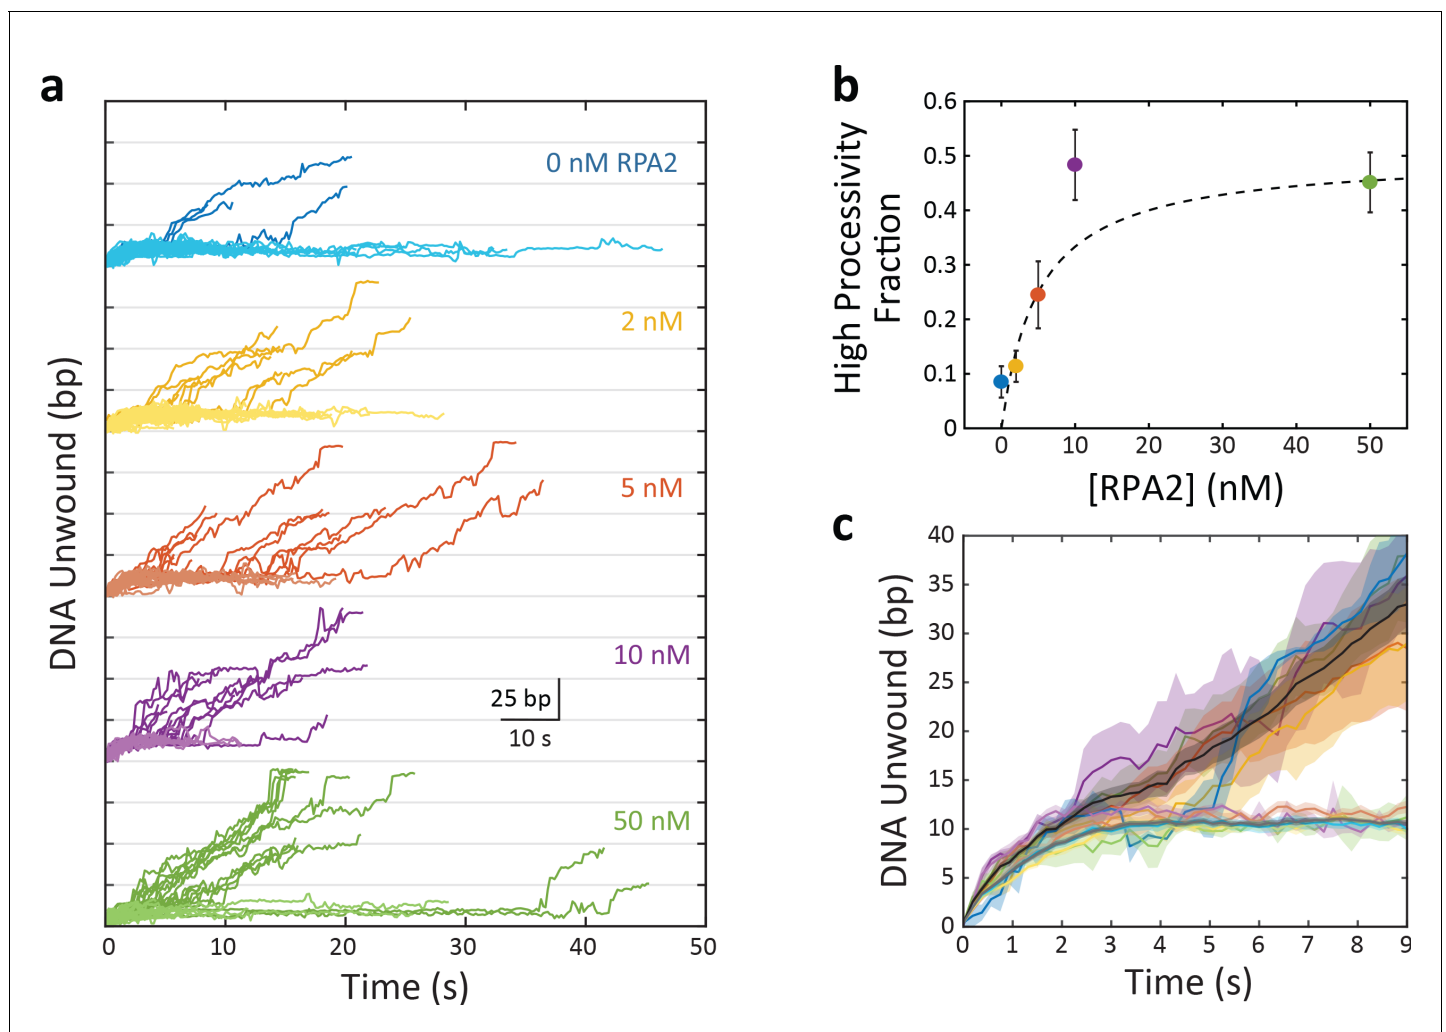 a
DNA Unwound (bp)
0 nM RPA2
2 nM
5 nM
10 nM
25 bp
10 s
50 nM
0 10 20 30 40 50
Time (s)
b
High Processivity
Fraction
0.6
0.5
0.4
0.3
0.2
0.1
0
0 10 20 30 40 50
[RPA2] (nM)
c
DNA Unwound (bp)
40
35
30
25
20
15
10
5
0
0 1 2 3 4 5 6 7 8 9
Time (s)